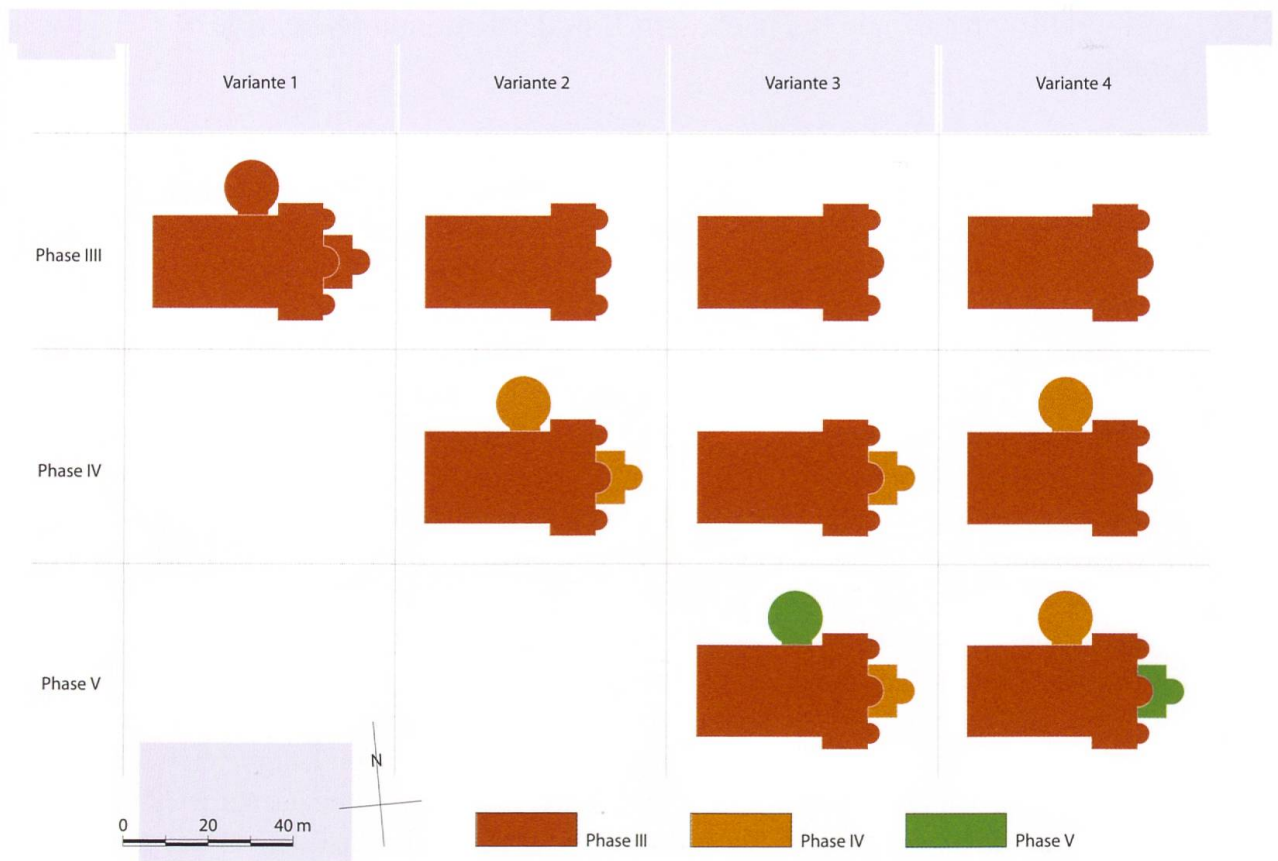 Variante 1 Variante 2 Variante 3 Variante 4
Phase IIII
Phase IV
Phase V
N
0 20 40 m
Phase III Phase IV Phase V